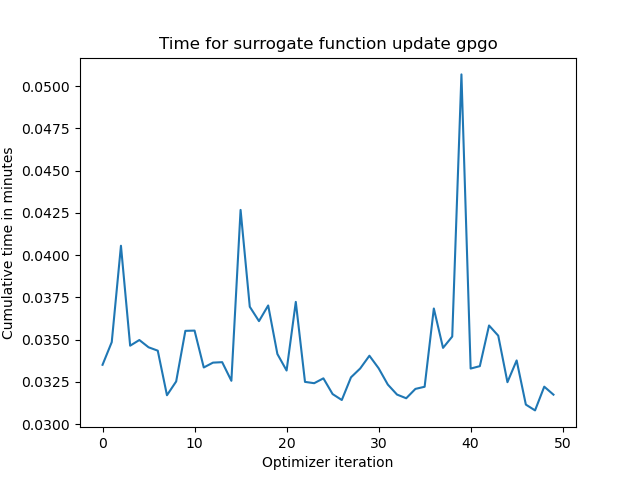 Time for surrogate function update gpgo
Cumulative time in minutes
0.0500
0.0475
0.0450
0.0425
0.0400
0.0375
0.0350
0.0325
0.0300
0 10 20 30 40 50
Optimizer iteration